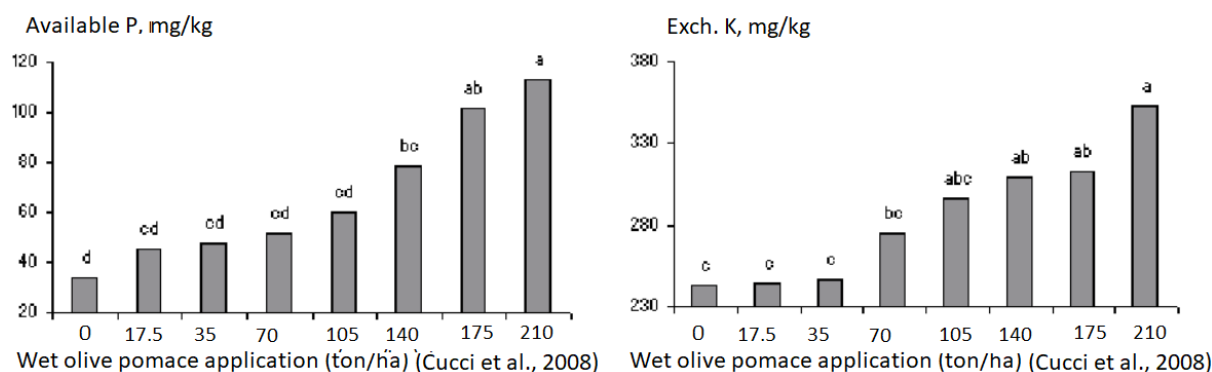 Available P, mg/kg
120
100
80
60
40
20
d
cd
cd
cd
cd
bc
ab
a
0 17.5 35 70 105 140 175 210
Wet olive pomace application (ton/ha) (Cucci et al., 2008)
Exch. K, mg/kg
380
330
280
230
c
c
c
bc
abc
ab
ab
a
0 17.5 35 70 105 140 175 210
Wet olive pomace application (ton/ha) (Cucci et al., 2008)